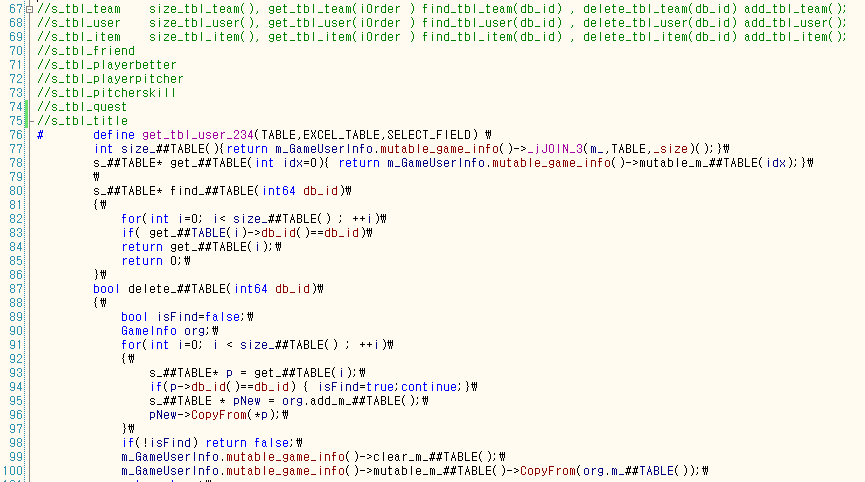 67 //s_tbl_team    size_tbl_team(), get_tbl_team(iOrder ) find_tbl_team(db_id) , delete_tbl_team(db_id) add_tbl_team();
68 //s_tbl_user    size_tbl_user(), get_tbl_user(iOrder ) find_tbl_user(db_id) , delete_tbl_user(db_id) add_tbl_user();
69 //s_tbl_item    size_tbl_item(), get_tbl_item(iOrder ) find_tbl_item(db_id) , delete_tbl_item(db_id) add_tbl_item();
70 //s_tbl_friend
71 //s_tbl_playerbetter
72 //s_tbl_playerpitcher
73 //s_tbl_pitcherskill
74 //s_tbl_quest
75 //s_tbl_title
76 #       define get_tbl_user_234(TABLE,EXCEL_TABLE,SELECT_FIELD) ₩
77         int size_##TABLE(){return m_GameUserInfo.mutable_game_info()->_iJOIN_3(m_,TABLE,_size)();}₩
78         s_##TABLE* get_##TABLE(int idx=0){ return m_GameUserInfo.mutable_game_info()->mutable_m_##TABLE(idx);}₩
79         ₩
80         s_##TABLE* find_##TABLE(int64 db_id)₩
81         {₩
82             for(int i=0; i< size_##TABLE() ; ++i)₩
83             if( get_##TABLE(i)->db_id()==db_id)₩
84             return get_##TABLE(i);₩
85             return 0;₩
86         }₩
87         bool delete_##TABLE(int64 db_id)₩
88         {₩
89             bool isFind=false;₩
90             GameInfo org;₩
91             for(int i=0; i < size_##TABLE() ; ++i)₩
92             {₩
93                 s_##TABLE* p = get_##TABLE(i);₩
94                 if(p->db_id()==db_id) { isFind=true;continue;}₩
95                 s_##TABLE * pNew = org.add_m_##TABLE();₩
96                 pNew->CopyFrom(*p);₩
97             }₩
98             if(!isFind) return false;₩
99             m_GameUserInfo.mutable_game_info()->clear_m_##TABLE();₩
100             m_GameUserInfo.mutable_game_info()->mutable_m_##TABLE()->CopyFrom(org.m_##TABLE());₩